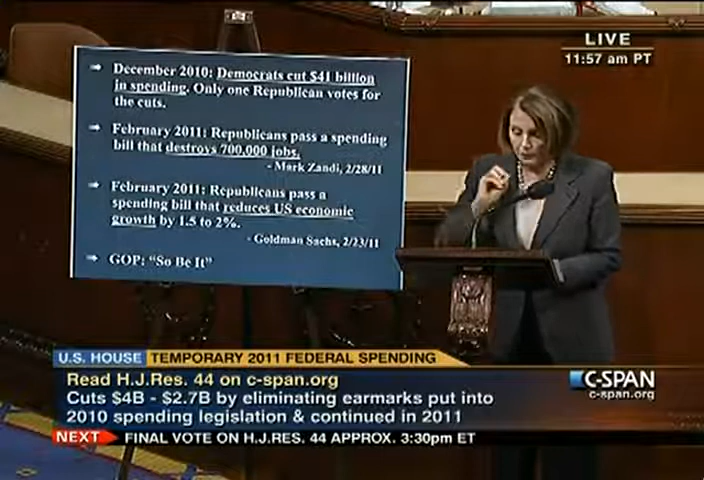 LIVE
11:57 am PT
➡ December 2010: Democrats cut $41 billion
in spending. Only one Republican votes for
the cuts.
➡ February 2011: Republicans pass a spending
bill that destroys 700,000 jobs.
- Mark Zandi, 2/28/11
➡ February 2011: Republicans pass a
spending bill that reduces US economic
growth by 1.5 to 2%.
- Goldman Sachs, 2/23/11
➡ GOP: “So Be It”
U.S. HOUSE TEMPORARY 2011 FEDERAL SPENDING
Read H.J.Res. 44 on c-span.org
Cuts $4B - $2.7B by eliminating earmarks put into
2010 spending legislation & continued in 2011
C-SPAN
c-span.org
NEXT FINAL VOTE ON H.J.RES. 44 APPROX. 3:30pm ET